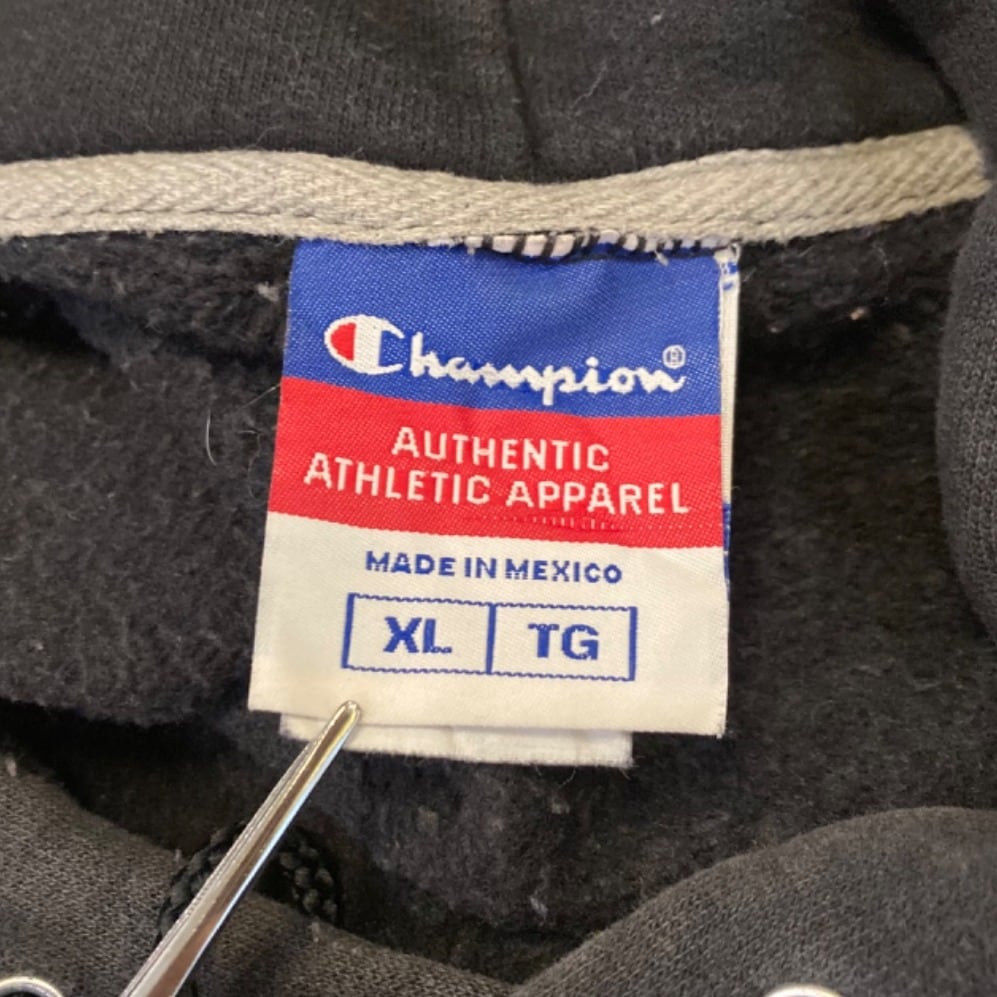 Champion®
AUTHENTIC
ATHLETIC APPAREL
MADE IN MEXICO
XL TG